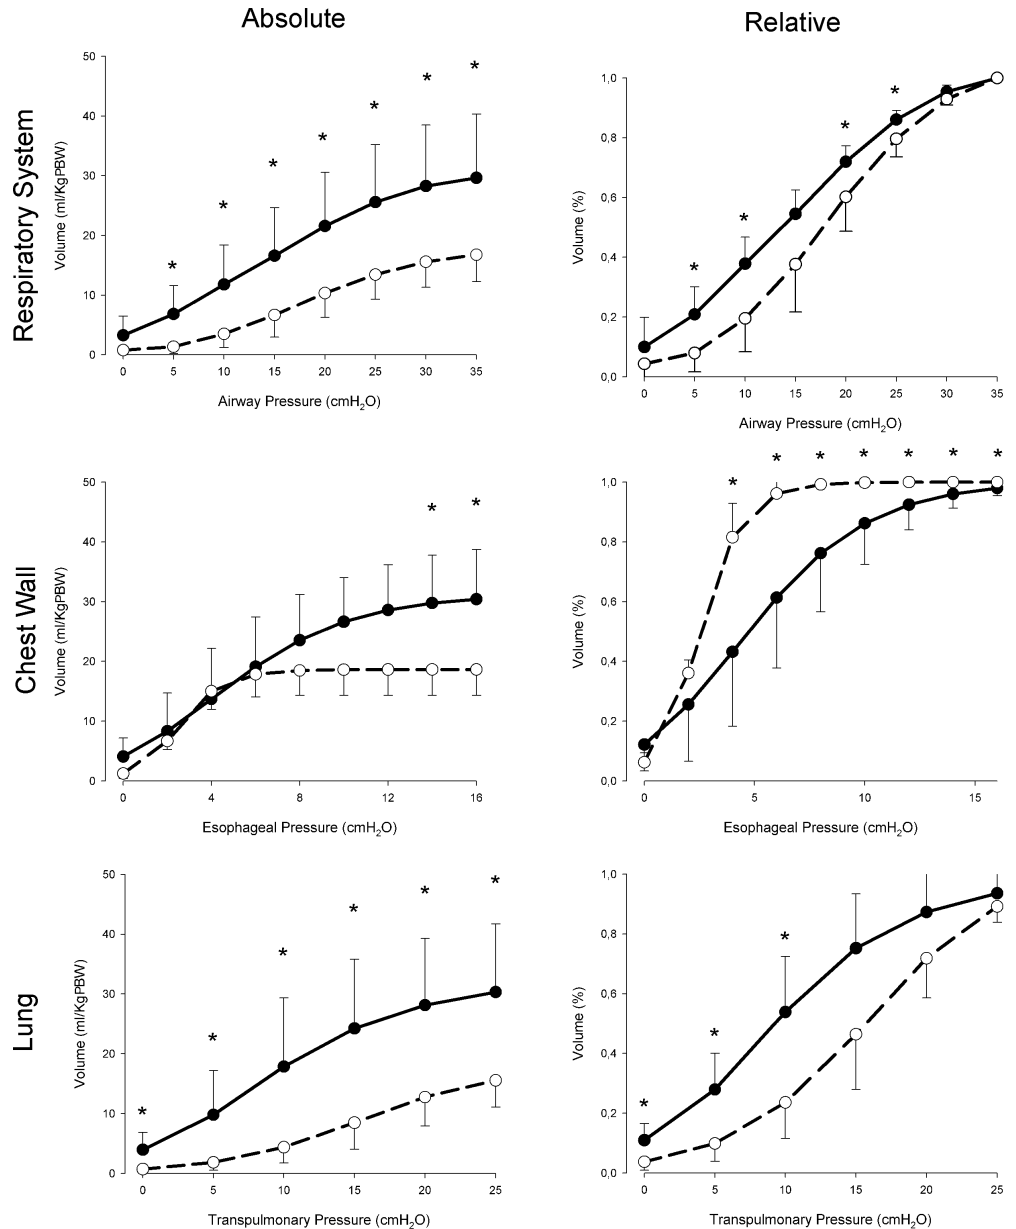 Absolute
Relative
Respiratory System
Volume (ml/KgPBW)
50
40
30
20
10
0
* * * * * * *
0 5 10 15 20 25 30 35
Airway Pressure (cmH2O)
Volume (%)
1,0
0,8
0,6
0,4
0,2
0,0
* * * *
0 5 10 15 20 25 30 35
Airway Pressure (cmH2O)
Chest Wall
Volume (ml/KgPBW)
50
40
30
20
10
0
* *
0 4 8 12 16
Esophageal Pressure (cmH2O)
Volume (%)
1,0
0,8
0,6
0,4
0,2
0,0
* * * * * * *
0 5 10 15
Esophageal Pressure (cmH2O)
Lung
Volume (ml/KgPBW)
50
40
30
20
10
0
* * * * * *
0 5 10 15 20 25
Transpulmonary Pressure (cmH2O)
Volume (%)
1,0
0,8
0,6
0,4
0,2
0,0
* * *
0 5 10 15 20 25
Transpulmonary Pressure (cmH2O)